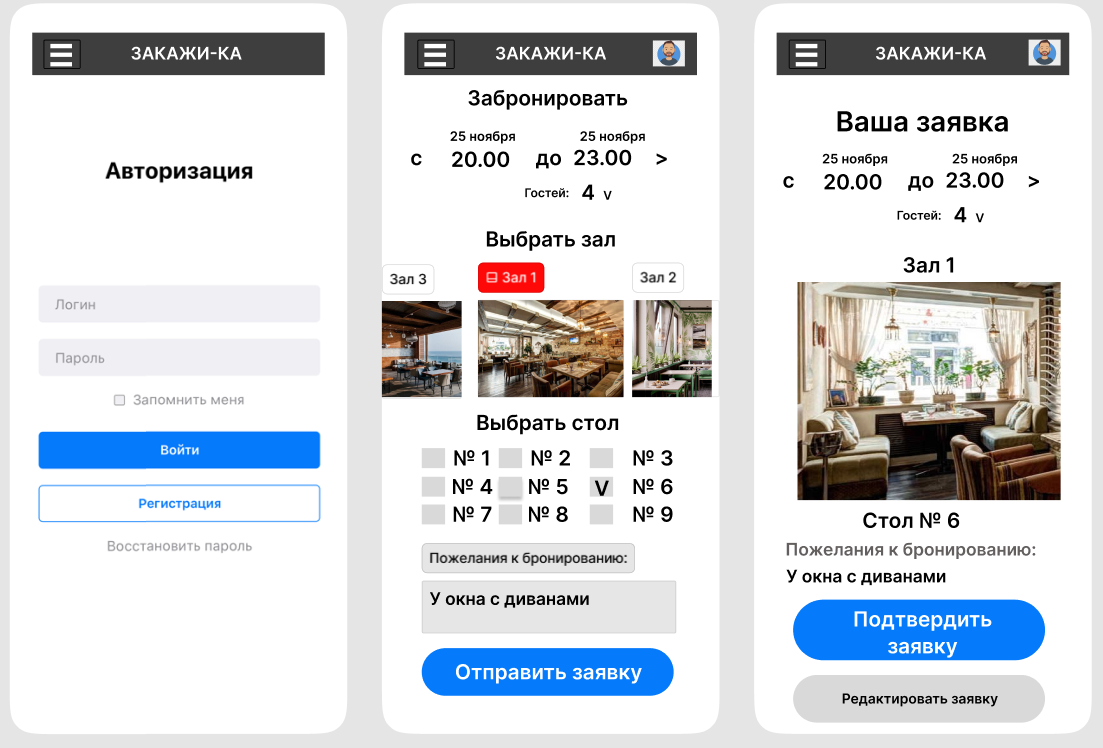 ЗАКАЖИ-КА
Авторизация
Логин
Пароль
Запомнить меня
Войти
Регистрация
Восстановить пароль
ЗАКАЖИ-КА
Забронировать
25 ноября 25 ноября
с 20.00 до 23.00 >
Гостей: 4 v
Выбрать зал
Зал 3 Зал 1 Зал 2
Выбрать стол
№ 1 № 2 № 3
№ 4 № 5 V № 6
№ 7 № 8 № 9
Пожелания к бронированию:
У окна с диванами
Отправить заявку
ЗАКАЖИ-КА
Ваша заявка
25 ноября 25 ноября
с 20.00 до 23.00 >
Гостей: 4 v
Зал 1
Стол № 6
Пожелания к бронированию:
У окна с диванами
Подтвердить
заявку
Редактировать заявку